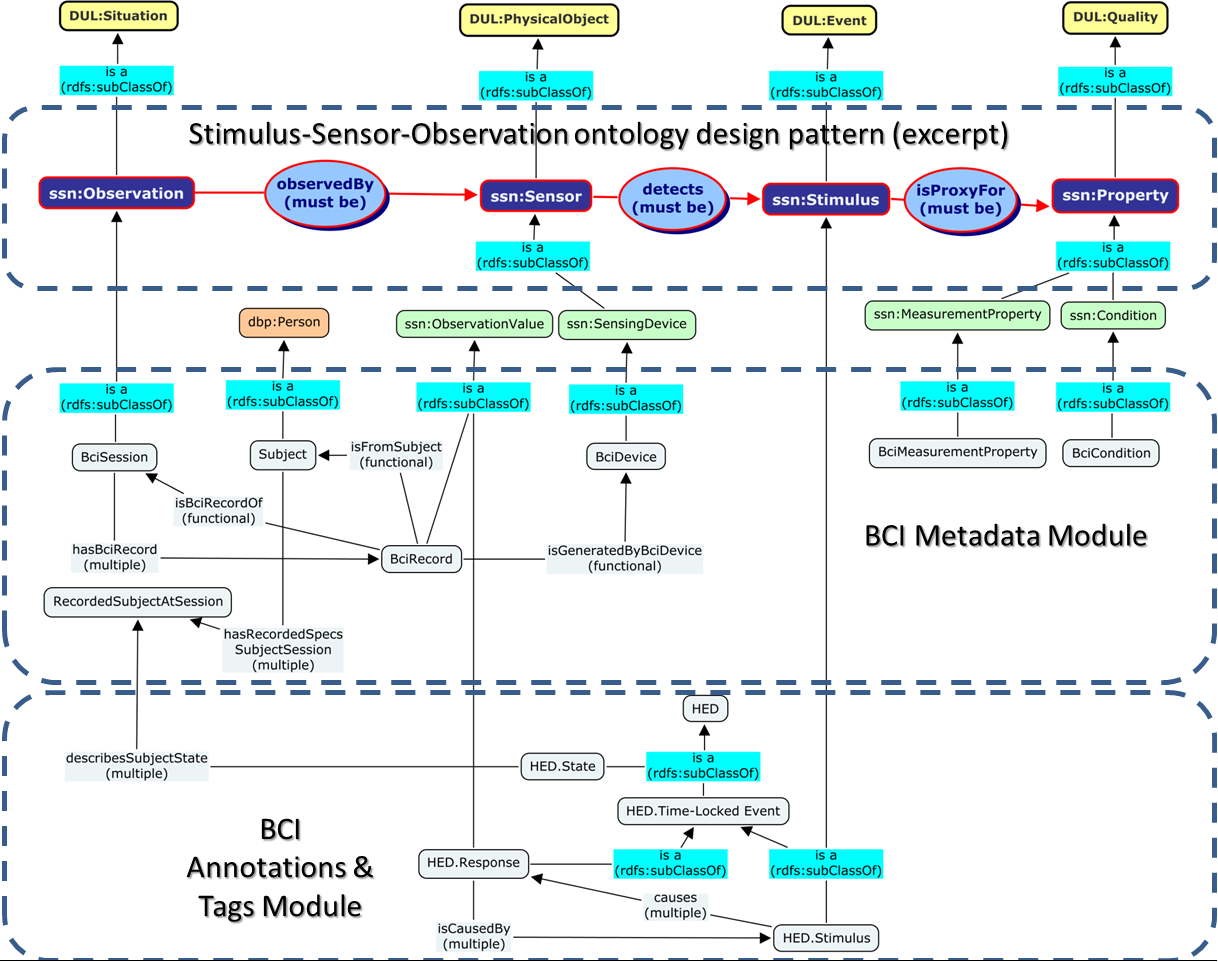 DUL:Situation
DUL:PhysicalObject
DUL:Event
DUL:Quality
is a
(rdfs:subClassOf)
is a
(rdfs:subClassOf)
is a
(rdfs:subClassOf)
is a
(rdfs:subClassOf)
Stimulus-Sensor-Observation ontology design pattern (excerpt)
ssn:Observation
observedBy
(must be)
ssn:Sensor
detects
(must be)
ssn:Stimulus
isProxyFor
(must be)
ssn:Property
is a
(rdfs:subClassOf)
is a
(rdfs:subClassOf)
dbp:Person
ssn:ObservationValue
ssn:SensingDevice
ssn:MeasurementProperty
ssn:Condition
is a
(rdfs:subClassOf)
is a
(rdfs:subClassOf)
is a
(rdfs:subClassOf)
is a
(rdfs:subClassOf)
is a
(rdfs:subClassOf)
is a
(rdfs:subClassOf)
BciSession
Subject
isFromSubject
(functional)
BciDevice
BciMeasurementProperty
BciCondition
isBciRecordOf
(functional)
BCI Metadada Module
hasBciRecord
(multiple)
BciRecord
isGeneratedByBciDevice
(functional)
RecordedSubjectAtSession
hasRecordedSpecs
SubjectSession
(multiple)
HED
describesSubjectState
(multiple)
HED.State
is a
(rdfs:subClassOf)
HED.Time-Locked Event
BCI
Annotations &
Tags Module
HED.Response
is a
(rdfs:subClassOf)
is a
(rdfs:subClassOf)
causes
(multiple)
isCausedBy
(multiple)
HED.Stimulus